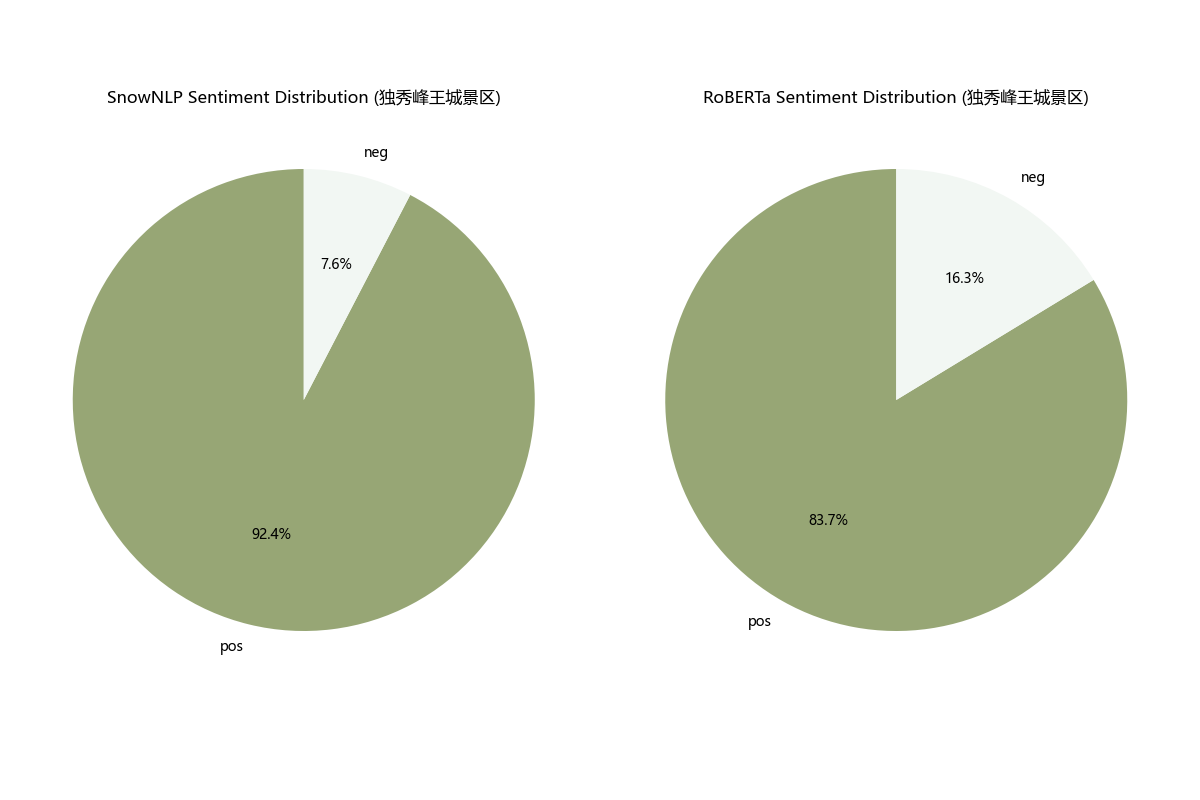 SnowNLP Sentiment Distribution (独秀峰王城景区)
neg
7.6%
92.4%
pos
RoBERTa Sentiment Distribution (独秀峰王城景区)
neg
16.3%
83.7%
pos